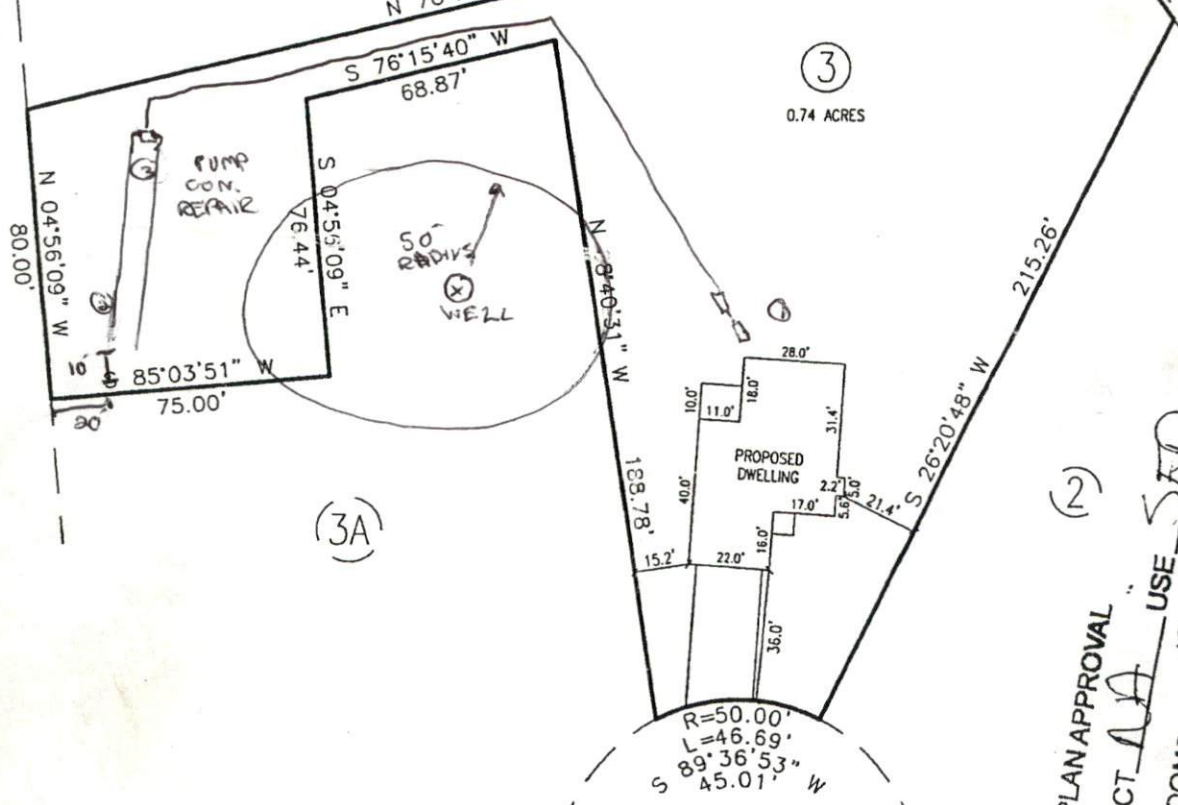 N 76
S 76°15'40" W
68.87'
3
0.74 ACRES
N 04°56'09" W
80.00'
PUMP
CON.
REPAIR
S 04°56'09" E
76.44'
50'
RADIUS
X
WELL
N 8°40'31" W
188.78'
215.26'
S 26°20'48" W
10'
20'
85°03'51" W
75.00'
3A
28.0'
18.0'
10.0'
11.0'
31.4'
PROPOSED
DWELLING
40.0'
2.2'
5.0'
5.6'
17.0'
21.4'
16.0'
15.2'
22.0'
36.0'
2
R=50.00'
L=46.69'
S 89°36'53" W
45.01'
PLAN APPROVAL
CT NA USE